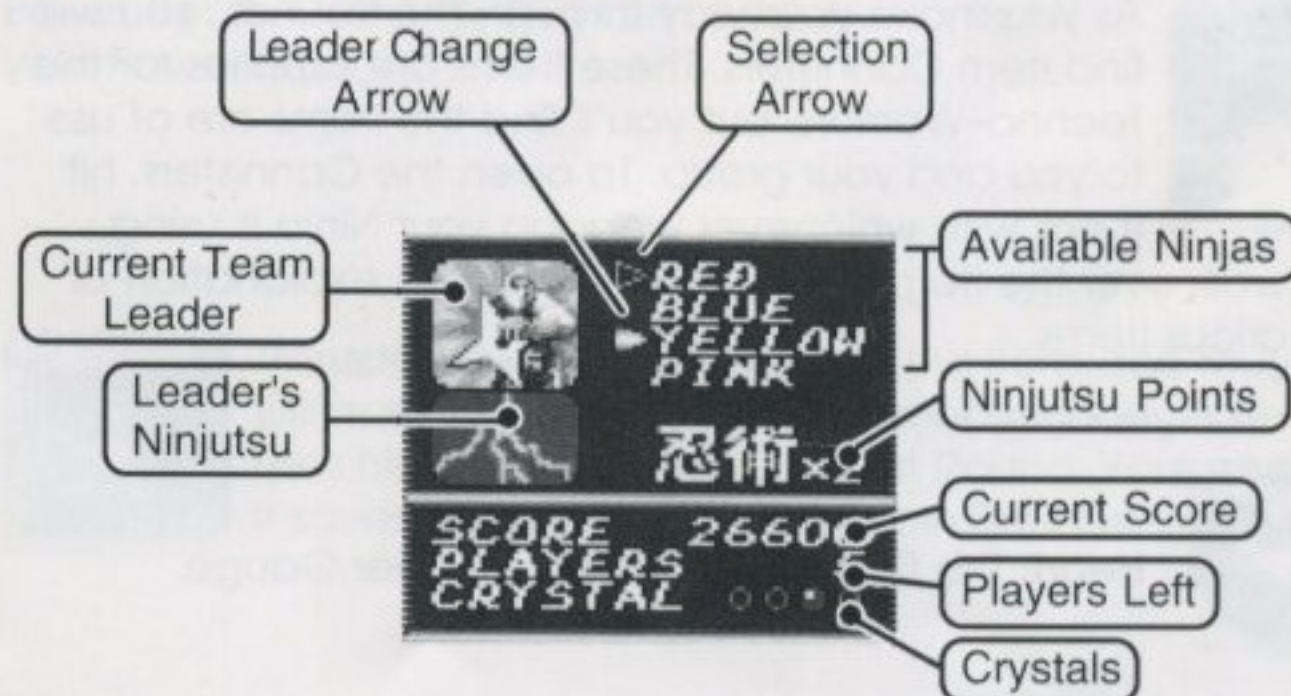 Leader Change
Arrow
Selection
Arrow
Current Team
Leader
Leader's
Ninjutsu
RED
BLUE
YELLOW
PINK
忍術×2
SCORE 26600
PLAYERS 5
CRYSTAL
Available Ninjas
Ninjutsu Points
Current Score
Players Left
Crystals